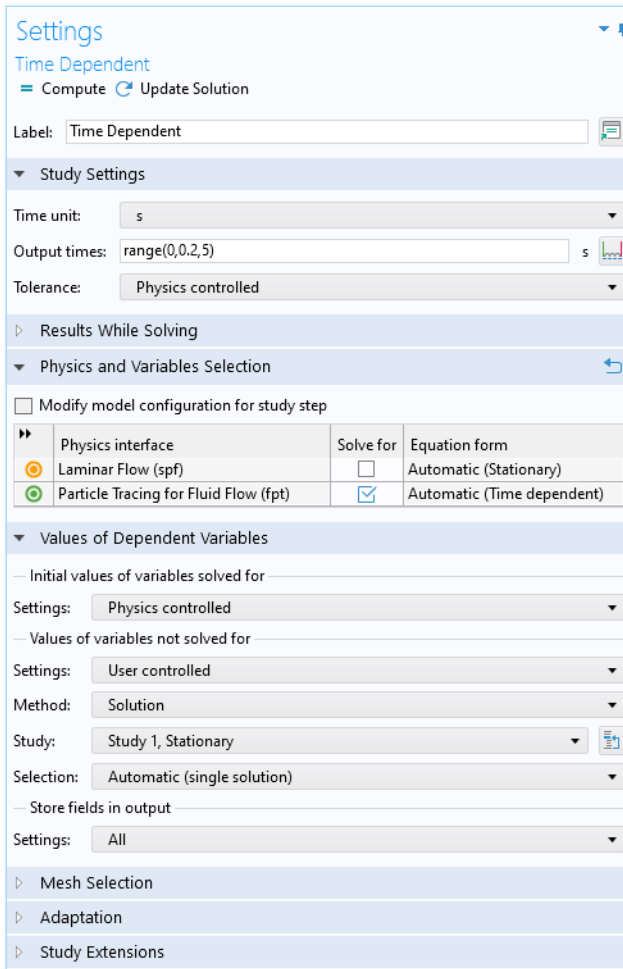 Settings
Time Dependent
= Compute Update Solution
Label: Time Dependent
Study Settings
Time unit: s
Output times: range(0,0.2,5) s
Tolerance: Physics controlled
Results While Solving
Physics and Variables Selection
Modify model configuration for study step
Physics interface Solve for Equation form
Laminar Flow (spf) Automatic (Stationary)
Particle Tracing for Fluid Flow (fpt) Automatic (Time dependent)
Values of Dependent Variables
Initial values of variables solved for
Settings: Physics controlled
Values of variables not solved for
Settings: User controlled
Method: Solution
Study: Study 1, Stationary
Selection: Automatic (single solution)
Store fields in output
Settings: All
Mesh Selection
Adaptation
Study Extensions